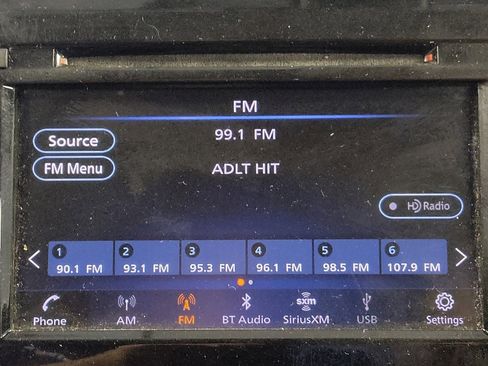 FM
99.1 FM
Source
FM Menu
ADLT HIT
HD Radio
1 2 3 4 5 6
90.1 FM 93.1 FM 95.3 FM 96.1 FM 98.5 FM 107.9 FM
Phone AM FM BT Audio sxm SiriusXM USB Settings